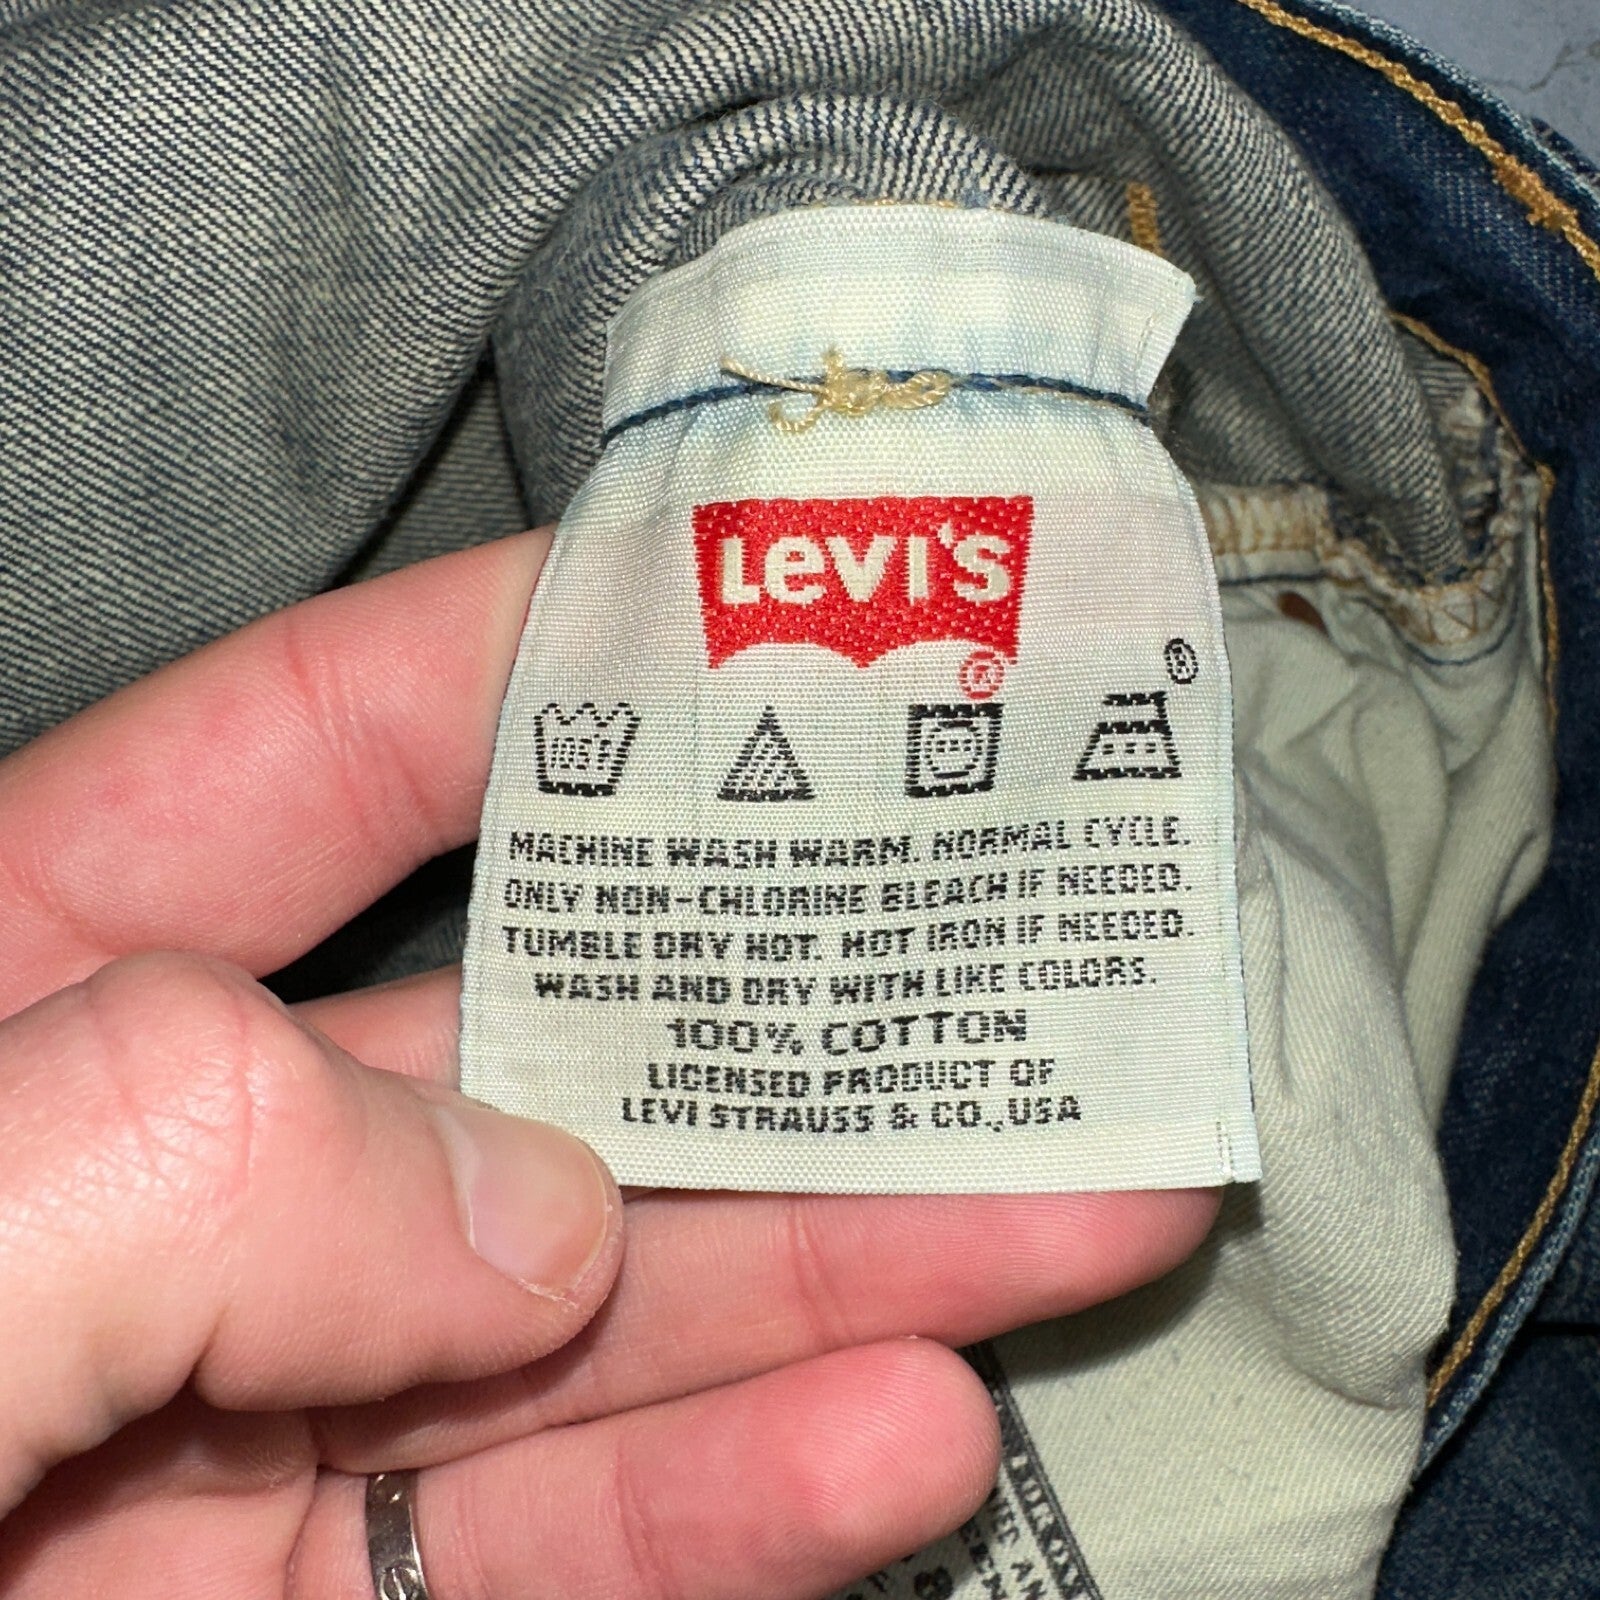 Levi's
®
®
105°F
MACHINE WASH WARM. NORMAL CYCLE.
ONLY NON-CHLORINE BLEACH IF NEEDED.
TUMBLE DRY HOT. HOT IRON IF NEEDED.
WASH AND DRY WITH LIKE COLORS.
100% COTTON
LICENSED PRODUCT OF
LEVI STRAUSS & CO., USA